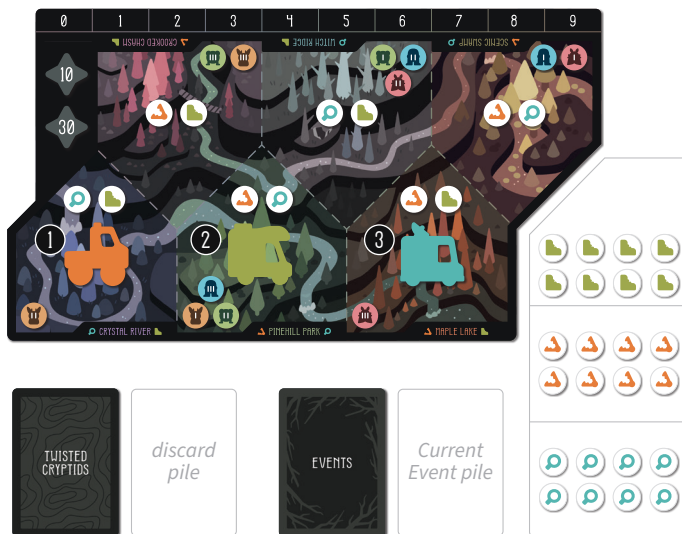 0 1 2 3 4 5 6 7 8 9
CROOKED CHASM
WITCH RIDGE
SCENIC SWAMP
10
30
1
2
3
CRYSTAL RIVER
PINEHILL PARK
MAPLE LAKE
TWISTED
CRYPTIDS
discard
pile
EVENTS
Current
Event pile